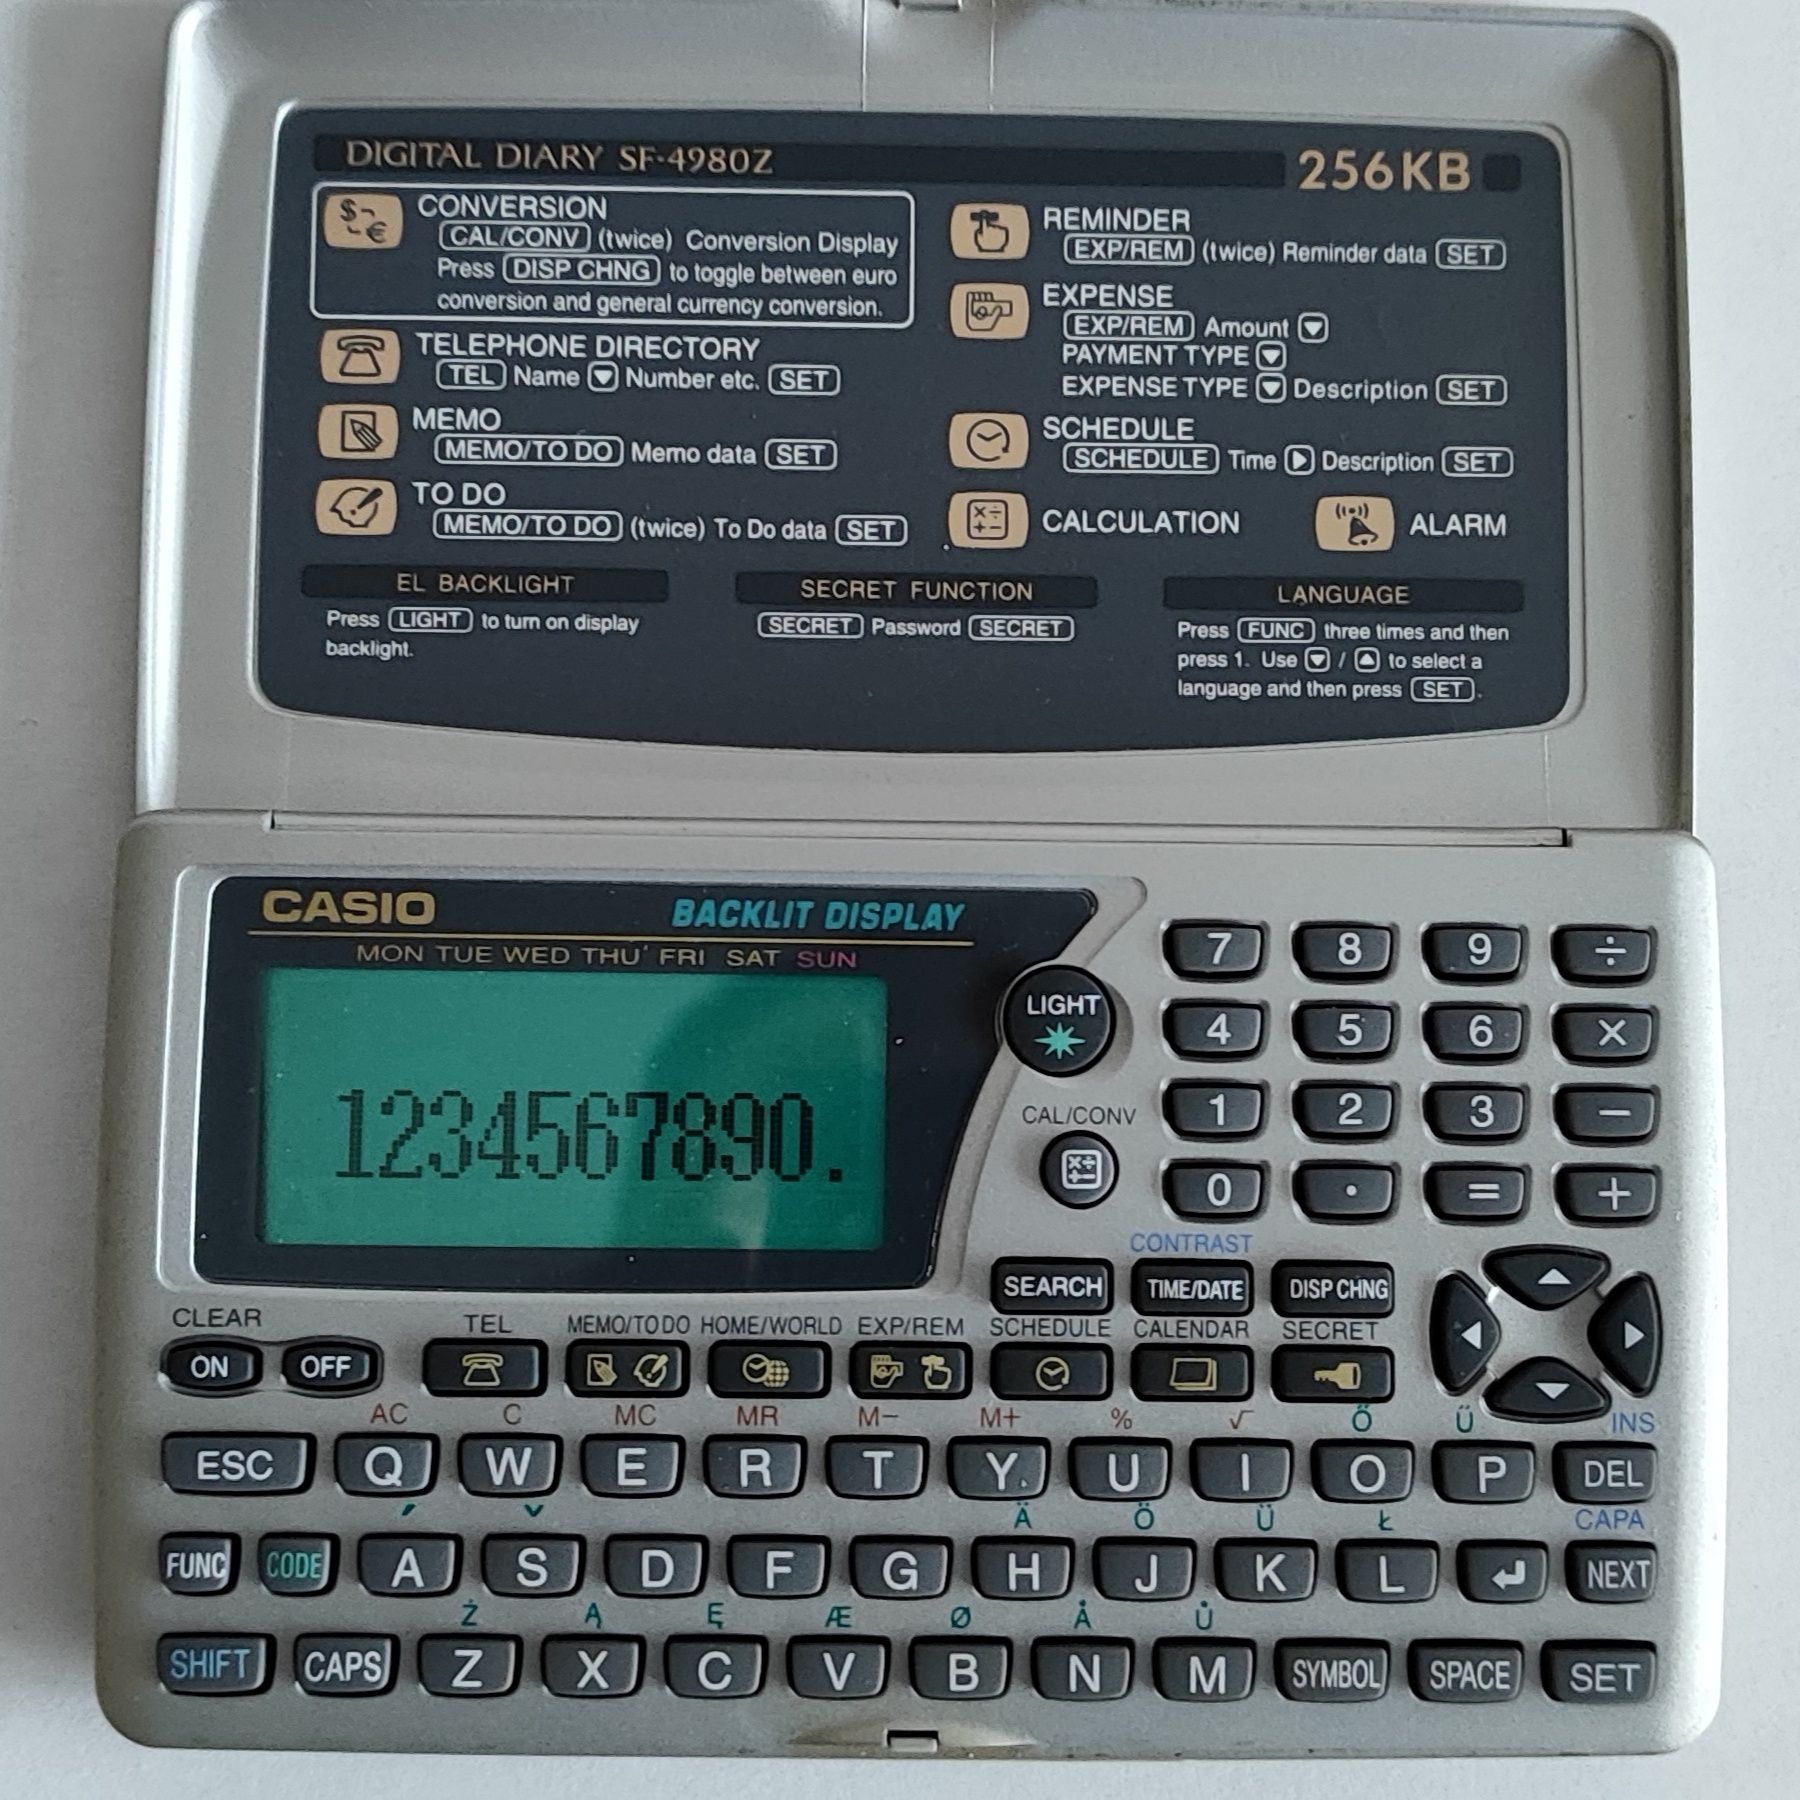 DIGITAL DIARY SF-4980Z 256KB
CONVERSION
CAL/CONV (twice) Conversion Display
Press DISP CHNG to toggle between euro
conversion and general currency conversion.
TELEPHONE DIRECTORY
TEL Name ▼ Number etc. SET
MEMO
MEMO/TO DO Memo data SET
TO DO
MEMO/TO DO (twice) To Do data SET
REMINDER
EXP/REM (twice) Reminder data SET
EXPENSE
EXP/REM Amount ▼
PAYMENT TYPE ▼
EXPENSE TYPE ▼ Description SET
SCHEDULE
SCHEDULE Time ▶ Description SET
CALCULATION ALARM
EL BACKLIGHT
Press LIGHT to turn on display
backlight.
SECRET FUNCTION
SECRET Password SECRET
LANGUAGE
Press FUNC three times and then
press 1. Use ▼ / ▲ to select a
language and then press SET.
CASIO BACKLIT DISPLAY
MON TUE WED THU FRI SAT SUN
1234567890.
LIGHT
CAL/CONV
7 8 9 ÷
4 5 6 ×
1 2 3 −
0 . = +
CONTRAST
SEARCH TIME/DATE DISP CHNG
CLEAR TEL MEMO/TO DO HOME/WORLD EXP/REM SCHEDULE CALENDAR SECRET
ON OFF
AC C MC MR M− M+ % √ Ő Ű INS
ESC Q W E R T Y U I O P DEL
´ ˇ Ä Ö Ü Ł CAPA
FUNC CODE A S D F G H J K L ↵ NEXT
Ż Ą Ę Æ Ø Å Ů
SHIFT CAPS Z X C V B N M SYMBOL SPACE SET